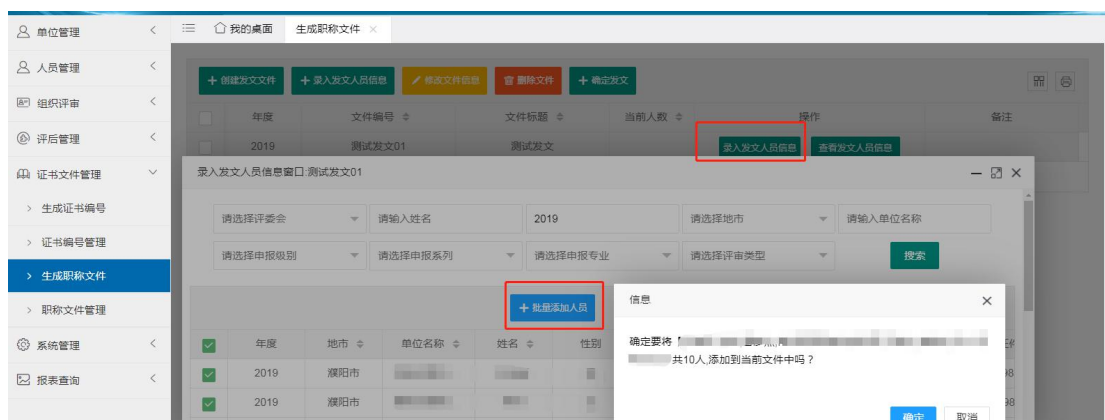 单位管理
我的桌面 生成职称文件
人员管理
创建发文文件 录入发文人员信息 修改文件信息 删除文件 确定发文
组织评审
年度 文件编号 文件标题 当前人数 操作 备注
评后管理
2019 测试发文01 测试发文 录入发文人员信息 查看发文人员信息
证书文件管理
录入发文人员信息窗口:测试发文01
生成证书编号
请选择评委会 请输入姓名 2019 请选择地市 请输入单位名称
证书编号管理
请选择申报级别 请选择申报系列 请选择申报专业 请选择评审类型 搜索
生成职称文件
职称文件管理
批量添加人员
信息
系统管理
年度 地市 单位名称 姓名 性别
确定要将
共10人,添加到当前文件中吗?
报表查询
2019 濮阳市
2019 濮阳市
确定 取消